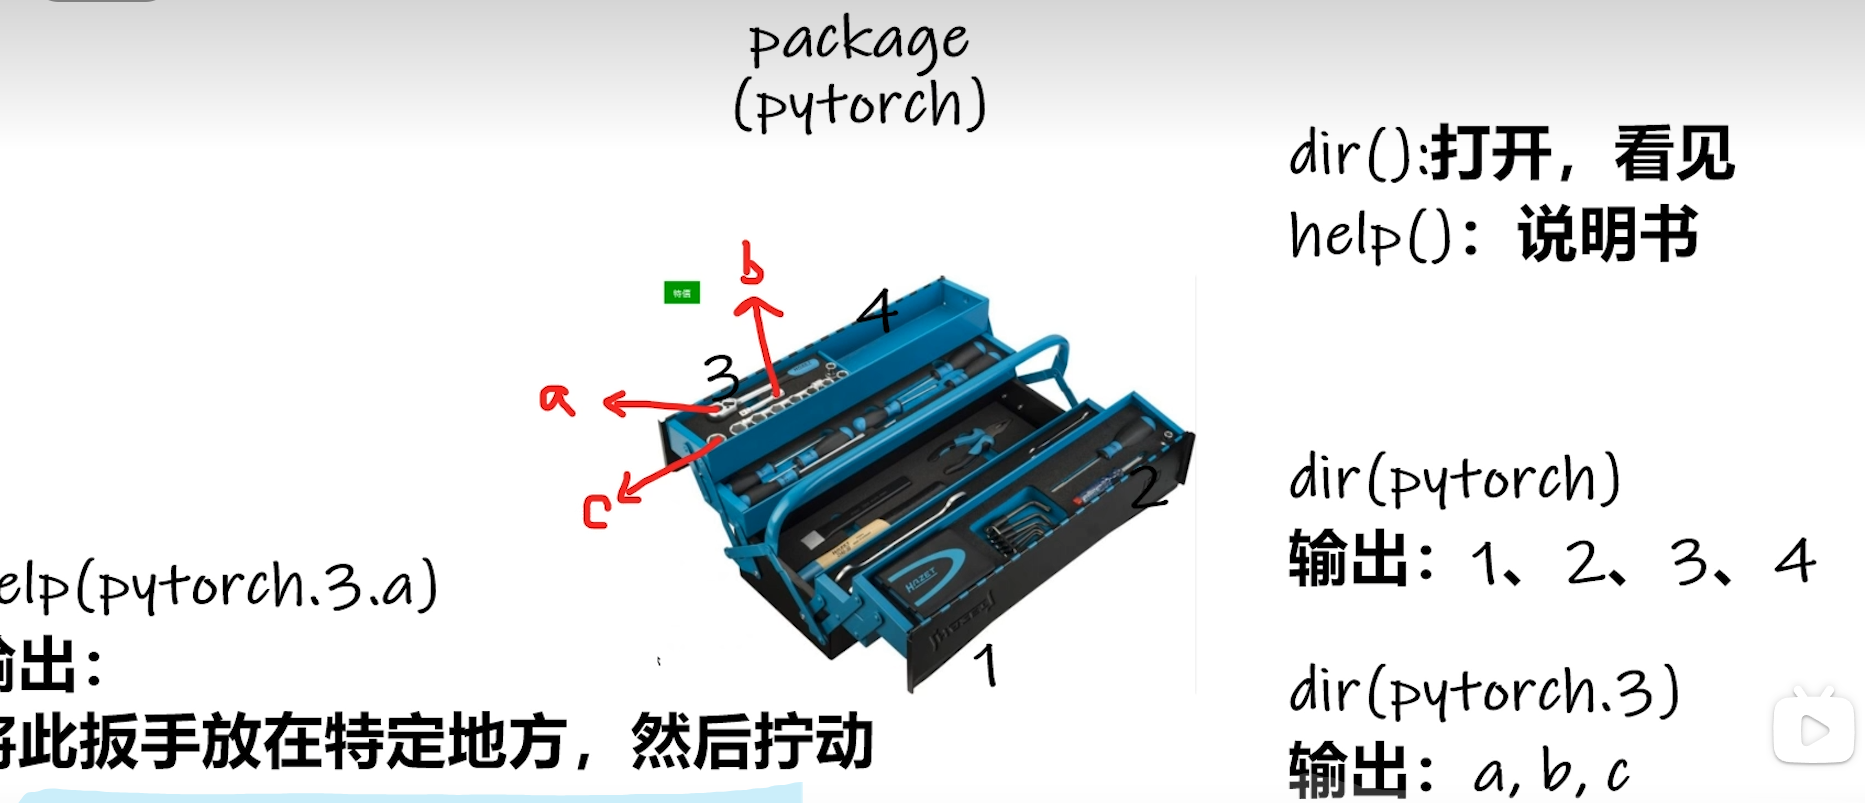 package
(pytorch)
dir():打开，看见
help()：说明书
b
特价
4
3
a
c
2
HAZET
1
dir(pytorch)
输出：1、2、3、4
dir(pytorch.3)
输出：a, b, c
elp(pytorch.3.a)
输出：
将此扳手放在特定地方，然后拧动